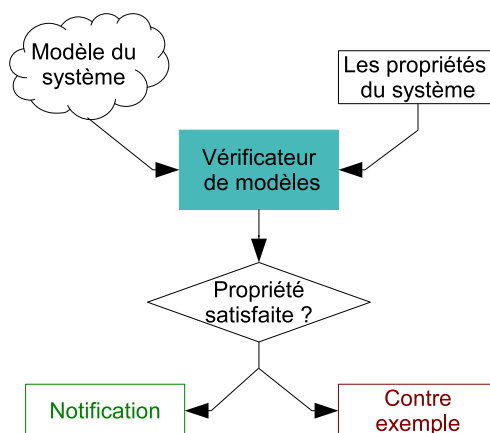 Modèle du
système
Les propriétés
du système
Vérificateur
de modèles
Propriété
satisfaite ?
Notification
Contre
exemple